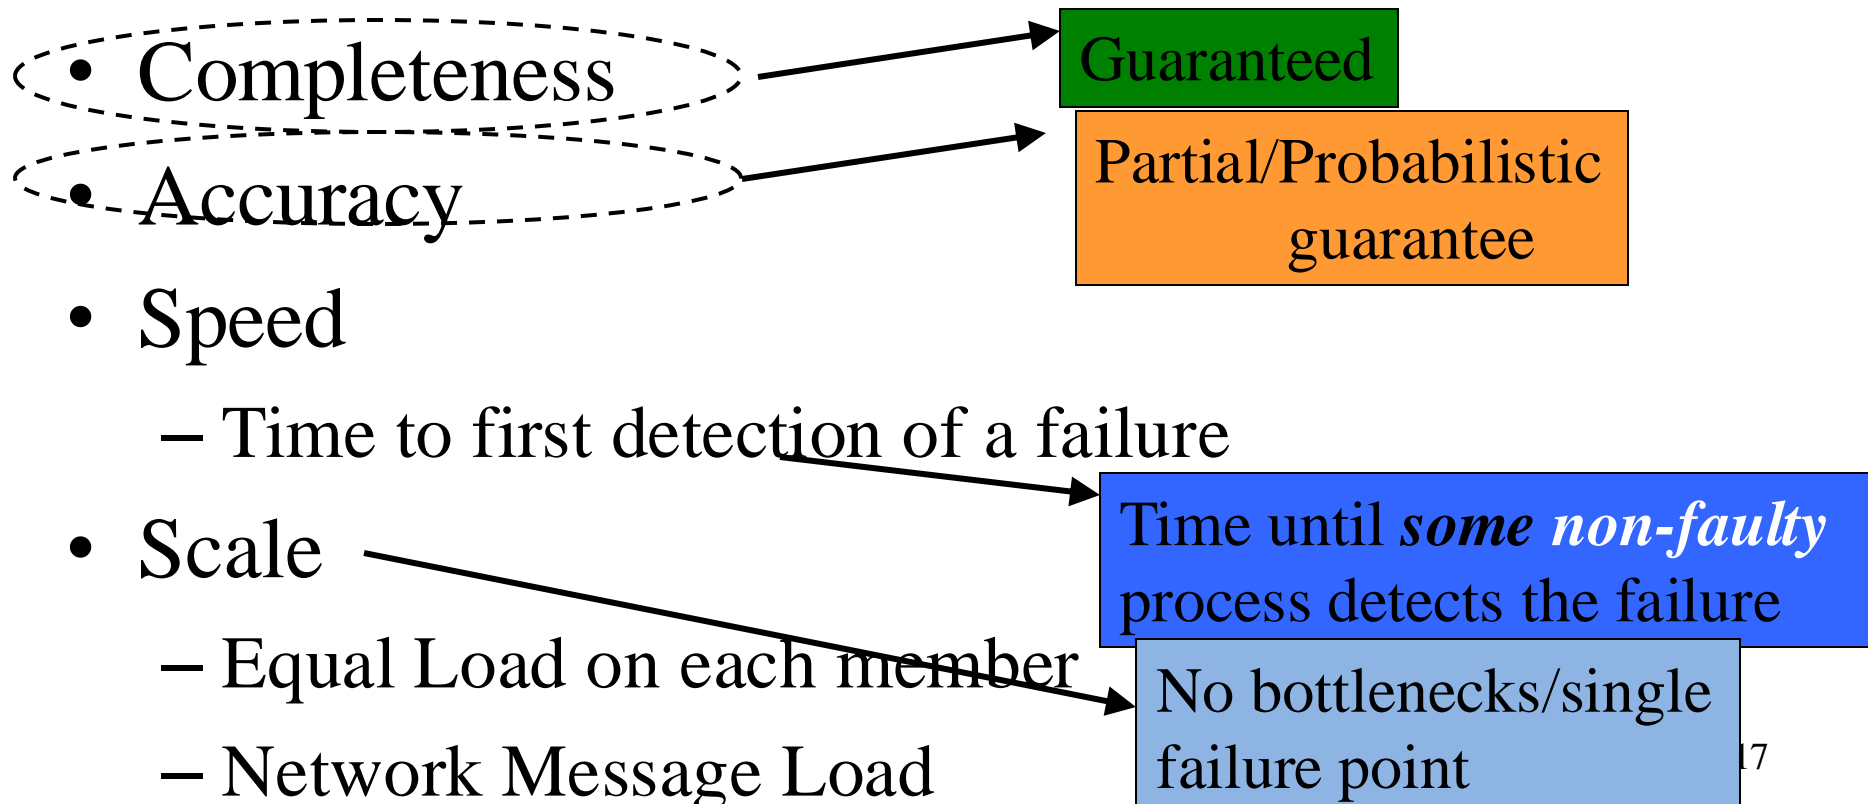 • Completeness
Guaranteed
• Accuracy
Partial/Probabilistic
guarantee
• Speed
– Time to first detection of a failure
Time until some non-faulty
process detects the failure
• Scale
– Equal Load on each member
No bottlenecks/single
failure point
– Network Message Load
17